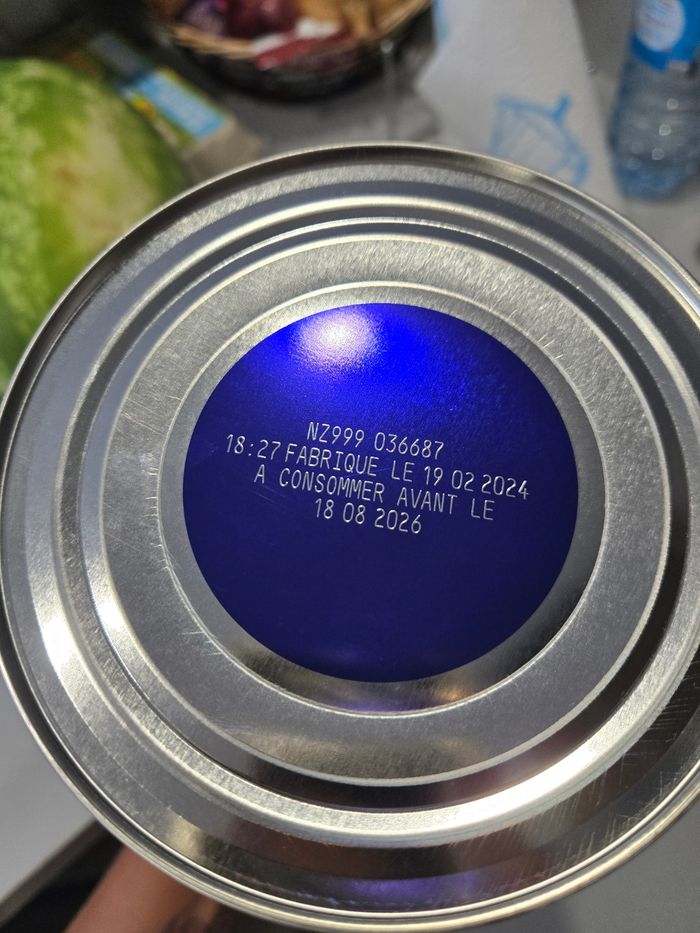 NZ999 036687
18:27 FABRIQUE LE 19 02 2024
A CONSOMMER AVANT LE
18 08 2026